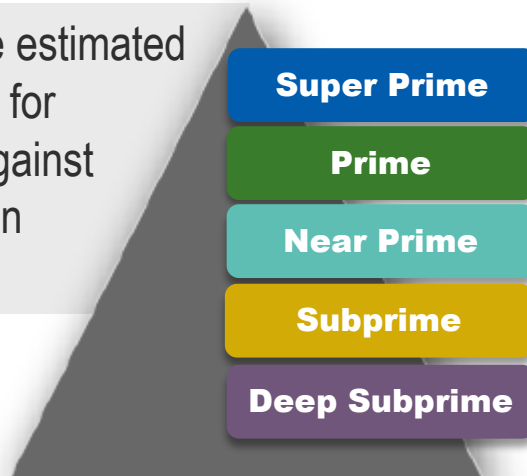 e estimated
for
gainst
n
Super Prime
Prime
Near Prime
Subprime
Deep Subprime